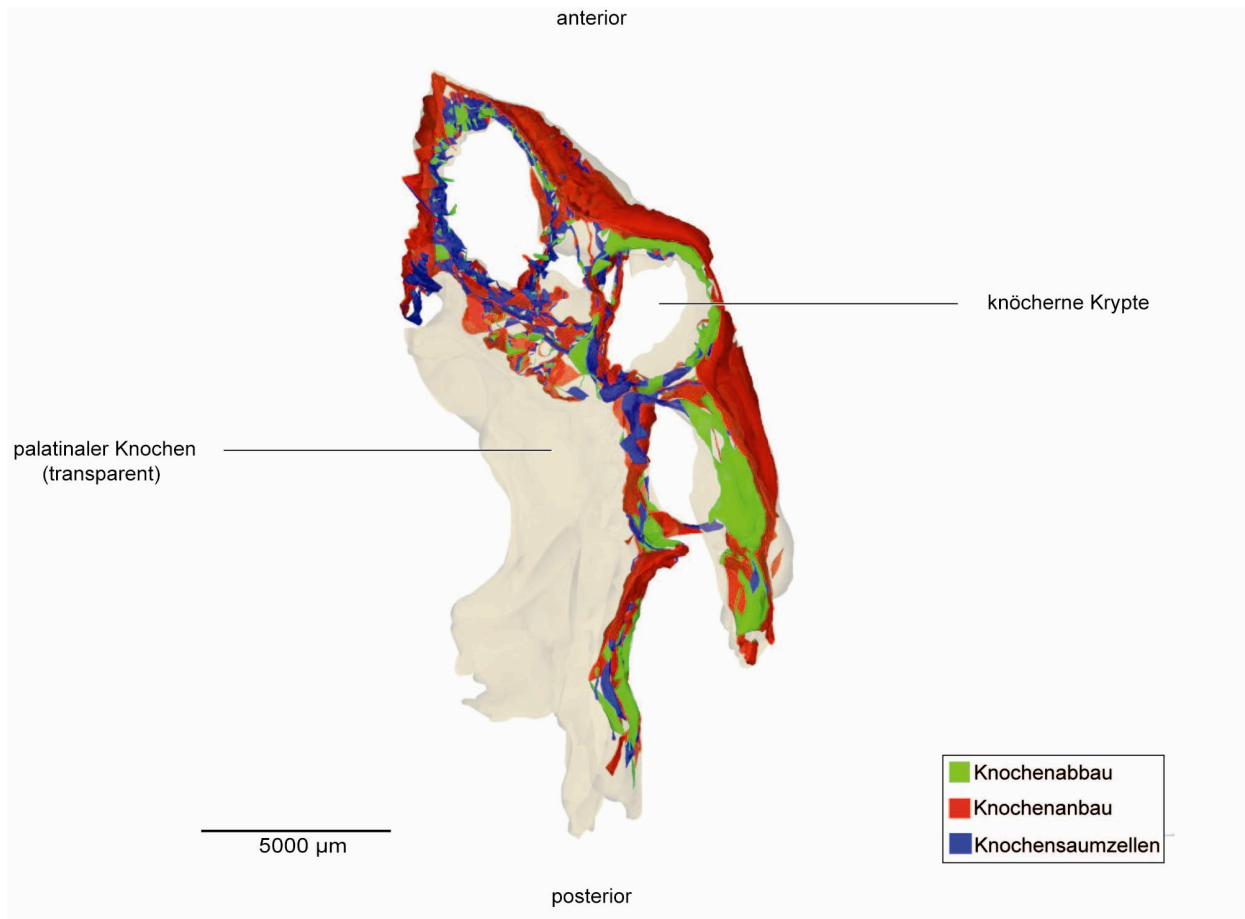 anterior
knöcherne Krypte
palatinaler Knochen
(transparent)
Knochenabbau
Knochenanbau
Knochensaumzellen
5000 µm
posterior